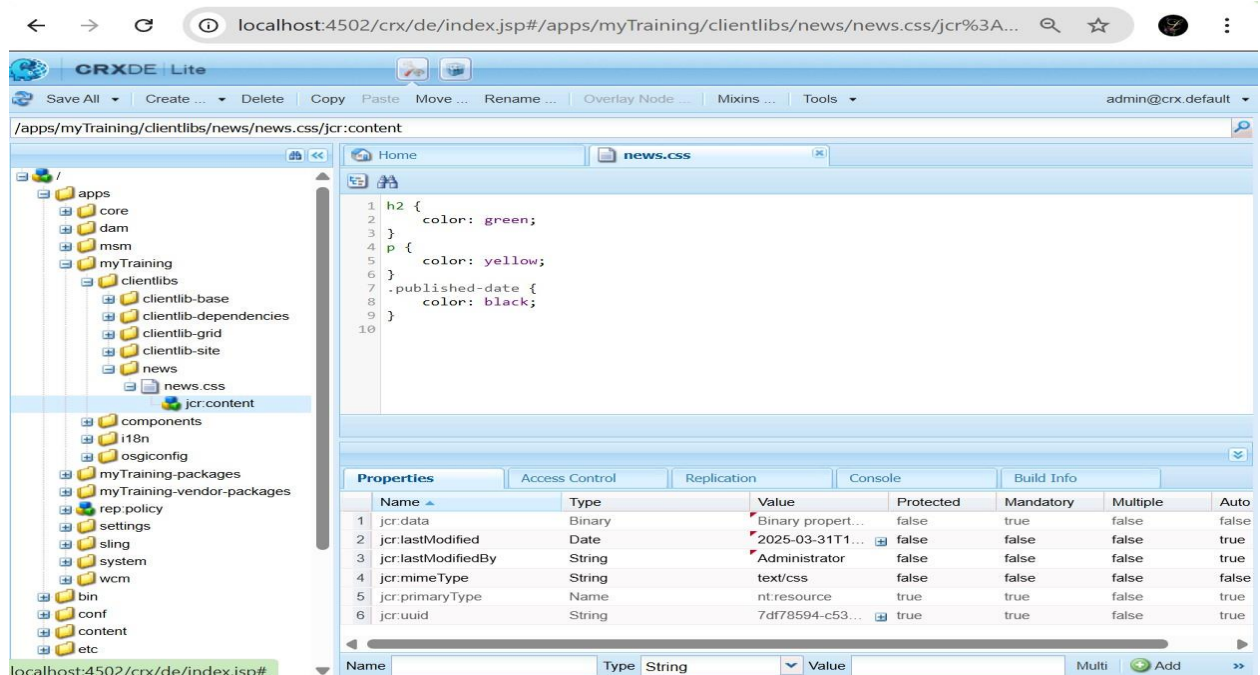 localhost:4502/crx/de/index.jsp#/apps/myTraining/clientlibs/news/news.css/jcr%3A...
CRXDE Lite
Save All Create ... Delete Copy Paste Move ... Rename ... Overlay Node ... Mixins ... Tools admin@crx.default
/apps/myTraining/clientlibs/news/news.css/jcr:content
/
apps
core
dam
msm
myTraining
clientlibs
clientlib-base
clientlib-dependencies
clientlib-grid
clientlib-site
news
news.css
jcr:content
components
i18n
osgiconfig
myTraining-packages
myTraining-vendor-packages
rep:policy
settings
sling
system
wcm
bin
conf
content
etc
localhost:4502/crx/de/index.jsp#
Home news.css
1 h2 {
2 color: green;
3 }
4 p {
5 color: yellow;
6 }
7 .published-date {
8 color: black;
9 }
10
Properties Access Control Replication Console Build Info
Name Type Value Protected Mandatory Multiple Auto
1 jcr:data Binary Binary propert... false true false false
2 jcr:lastModified Date 2025-03-31T1... false false false true
3 jcr:lastModifiedBy String Administrator false false false true
4 jcr:mimeType String text/css false false false false
5 jcr:primaryType Name nt:resource true true false true
6 jcr:uuid String 7df78594-c53... true true false true
Name Type String Value Multi Add »